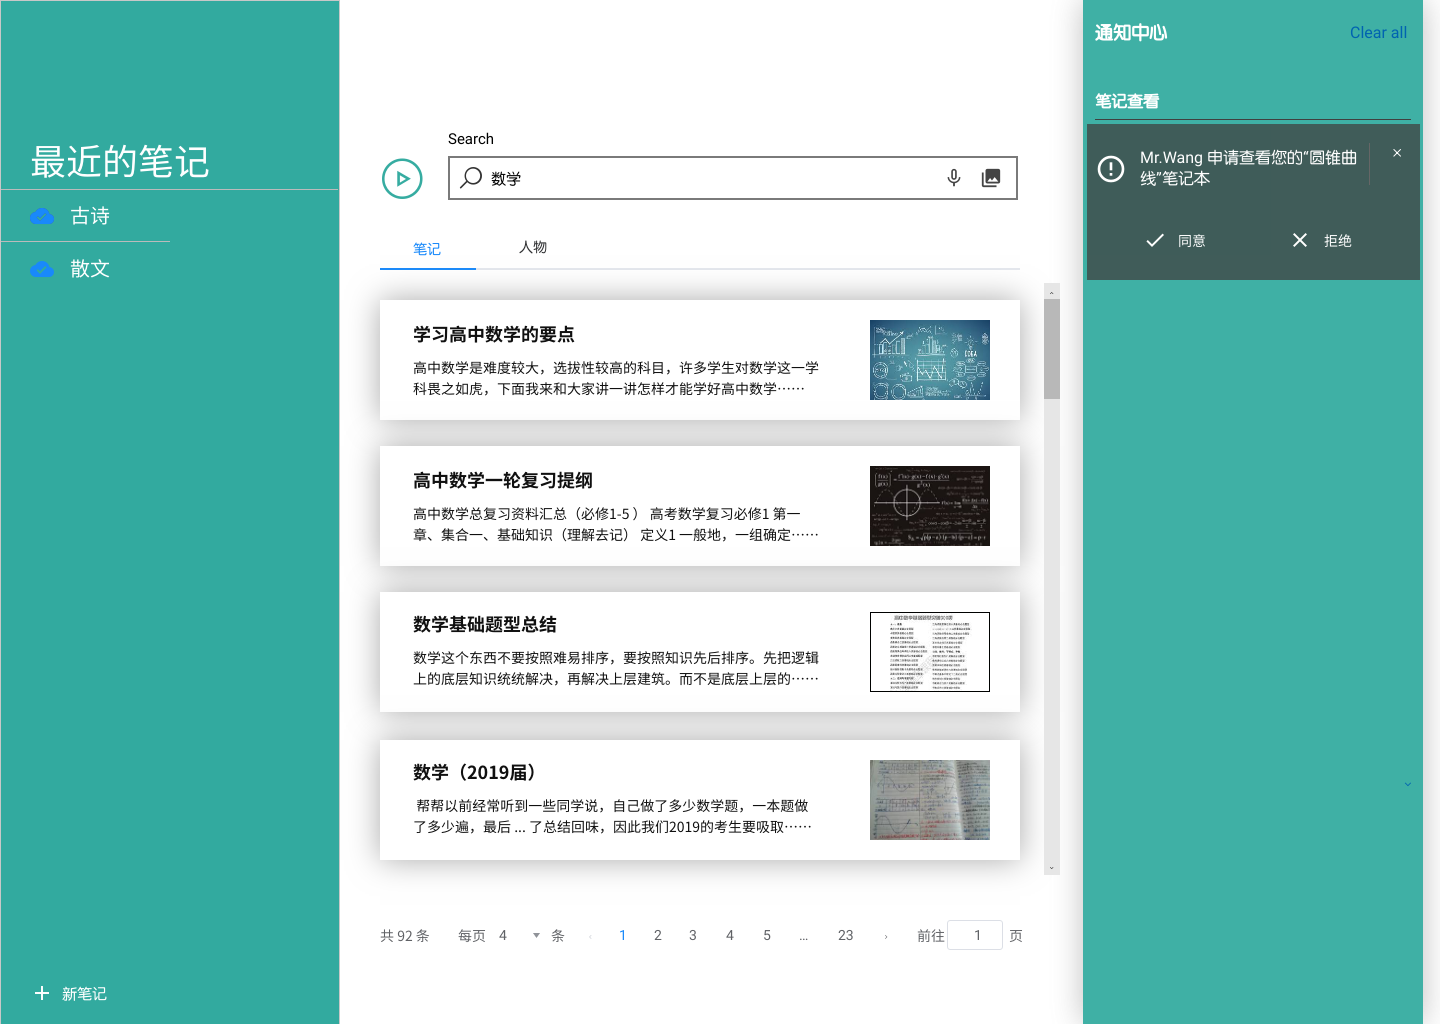 最近的笔记
古诗
散文
新笔记
Search
数学
笔记
人物
学习高中数学的要点
高中数学是难度较大，选拔性较高的科目，许多学生对数学这一学
科畏之如虎，下面我来和大家讲一讲怎样才能学好高中数学……
IDEA
高中数学一轮复习提纲
高中数学总复习资料汇总（必修1-5 ） 高考数学复习必修1 第一
章、集合一、基础知识（理解去记） 定义1 一般地，一组确定……
数学基础题型总结
数学这个东西不要按照难易排序，要按照知识先后排序。先把逻辑
上的底层知识统统解决，再解决上层建筑。而不是底层上层的……
数学（2019届）
帮帮以前经常听到一些同学说，自己做了多少数学题，一本题做
了多少遍，最后 ... 了总结回味，因此我们2019的考生要吸取……
共 92 条 每页 4 条 ‹ 1 2 3 4 5 ... 23 › 前往 1 页
通知中心
Clear all
笔记查看
Mr.Wang 申请查看您的“圆锥曲
线”笔记本
同意
拒绝